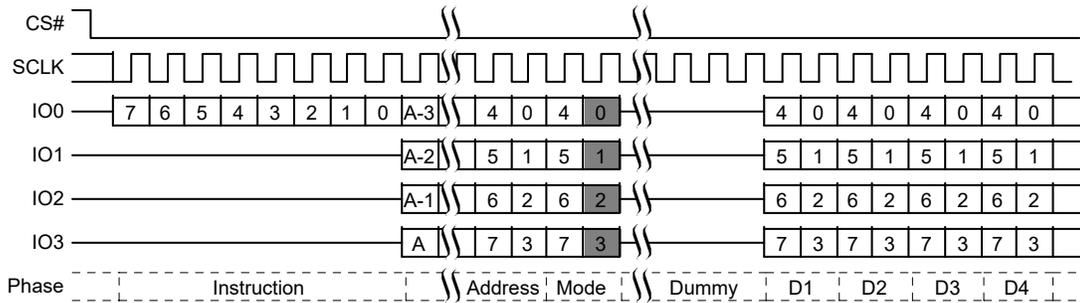 CS#
SCLK
IO0 7 6 5 4 3 2 1 0 A-3 4 0 4 0 4 0 4 0 4 0 4 0
IO1 A-2 5 1 5 1 5 1 5 1 5 1 5 1
IO2 A-1 6 2 6 2 6 2 6 2 6 2 6 2
IO3 A 7 3 7 3 7 3 7 3 7 3 7 3
Phase Instruction Address Mode Dummy D1 D2 D3 D4